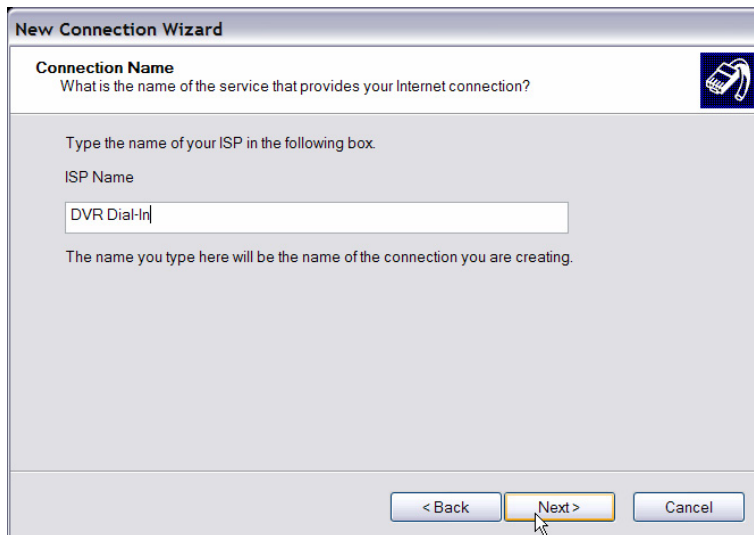 New Connection Wizard
Connection Name
What is the name of the service that provides your Internet connection?
Type the name of your ISP in the following box.
ISP Name
DVR Dial-In
The name you type here will be the name of the connection you are creating.
< Back
Next >
Cancel